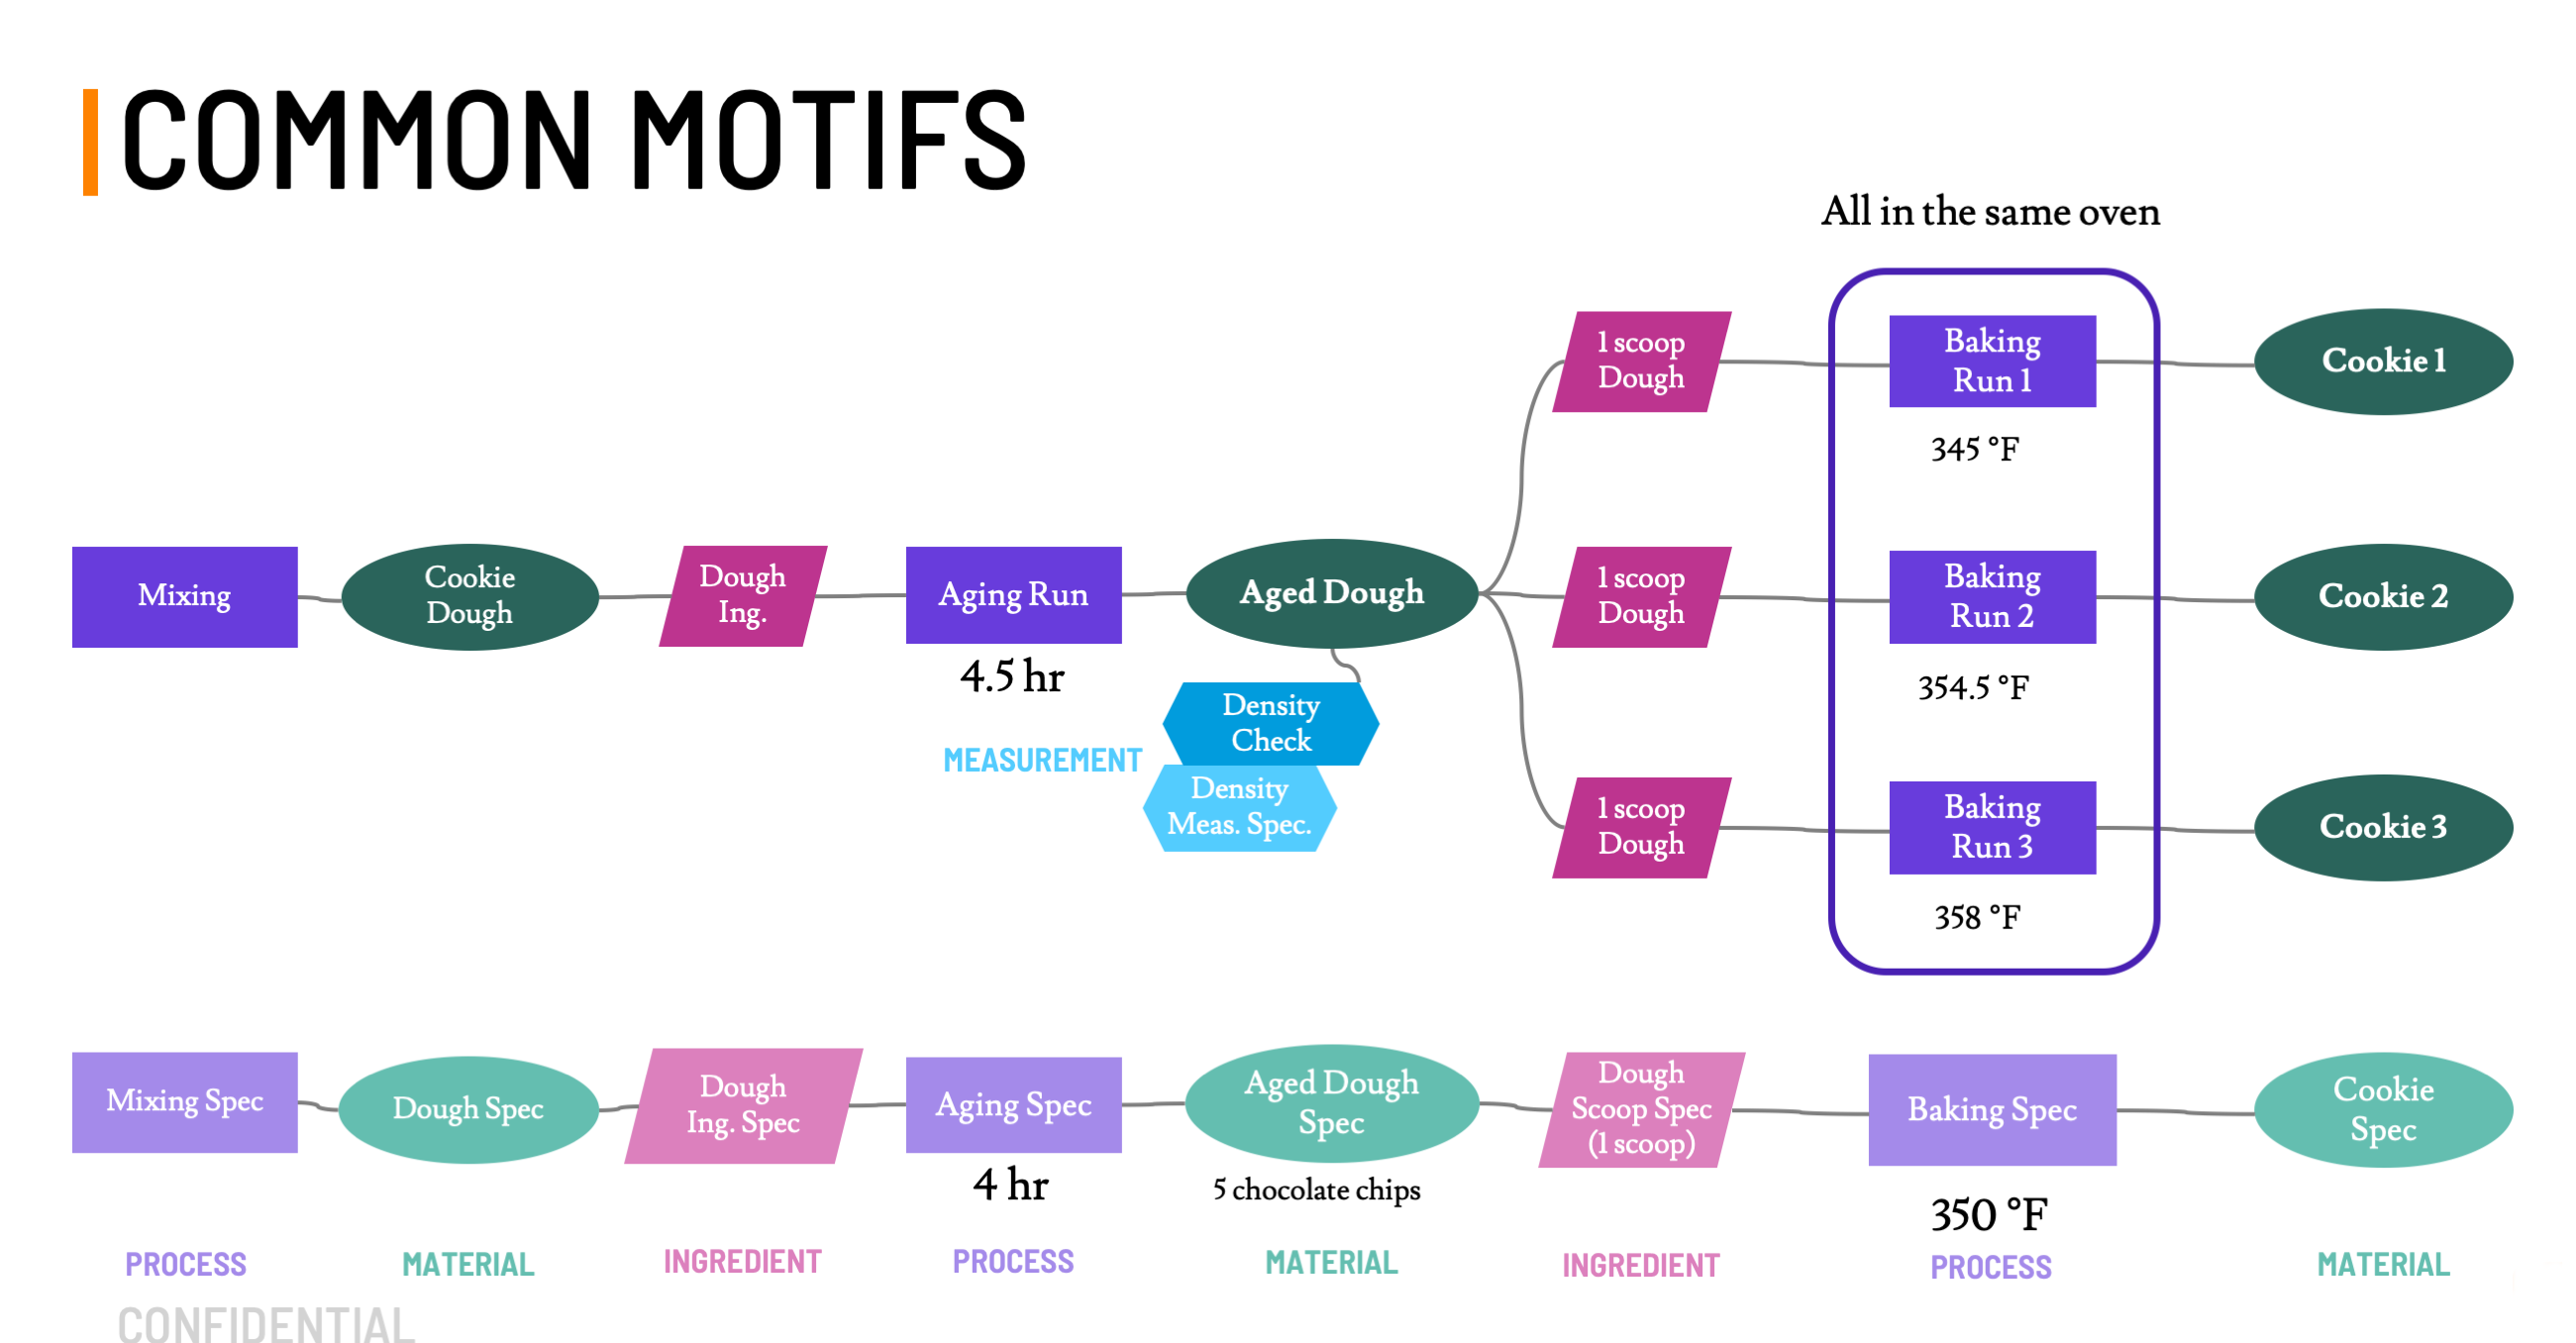 COMMON MOTIFS
All in the same oven
1 scoop
Dough
Baking
Run 1
Cookie 1
345 °F
Mixing
Cookie
Dough
Dough
Ing.
Aging Run
Aged Dough
1 scoop
Dough
Baking
Run 2
Cookie 2
4.5 hr
354.5 °F
MEASUREMENT
Density
Check
Density
Meas. Spec.
1 scoop
Dough
Baking
Run 3
Cookie 3
358 °F
Mixing Spec
Dough Spec
Dough
Ing. Spec
Aging Spec
Aged Dough
Spec
Dough
Scoop Spec
(1 scoop)
Baking Spec
Cookie
Spec
4 hr
5 chocolate chips
350 °F
PROCESS
MATERIAL
INGREDIENT
PROCESS
MATERIAL
INGREDIENT
PROCESS
MATERIAL
CONFIDENTIAL